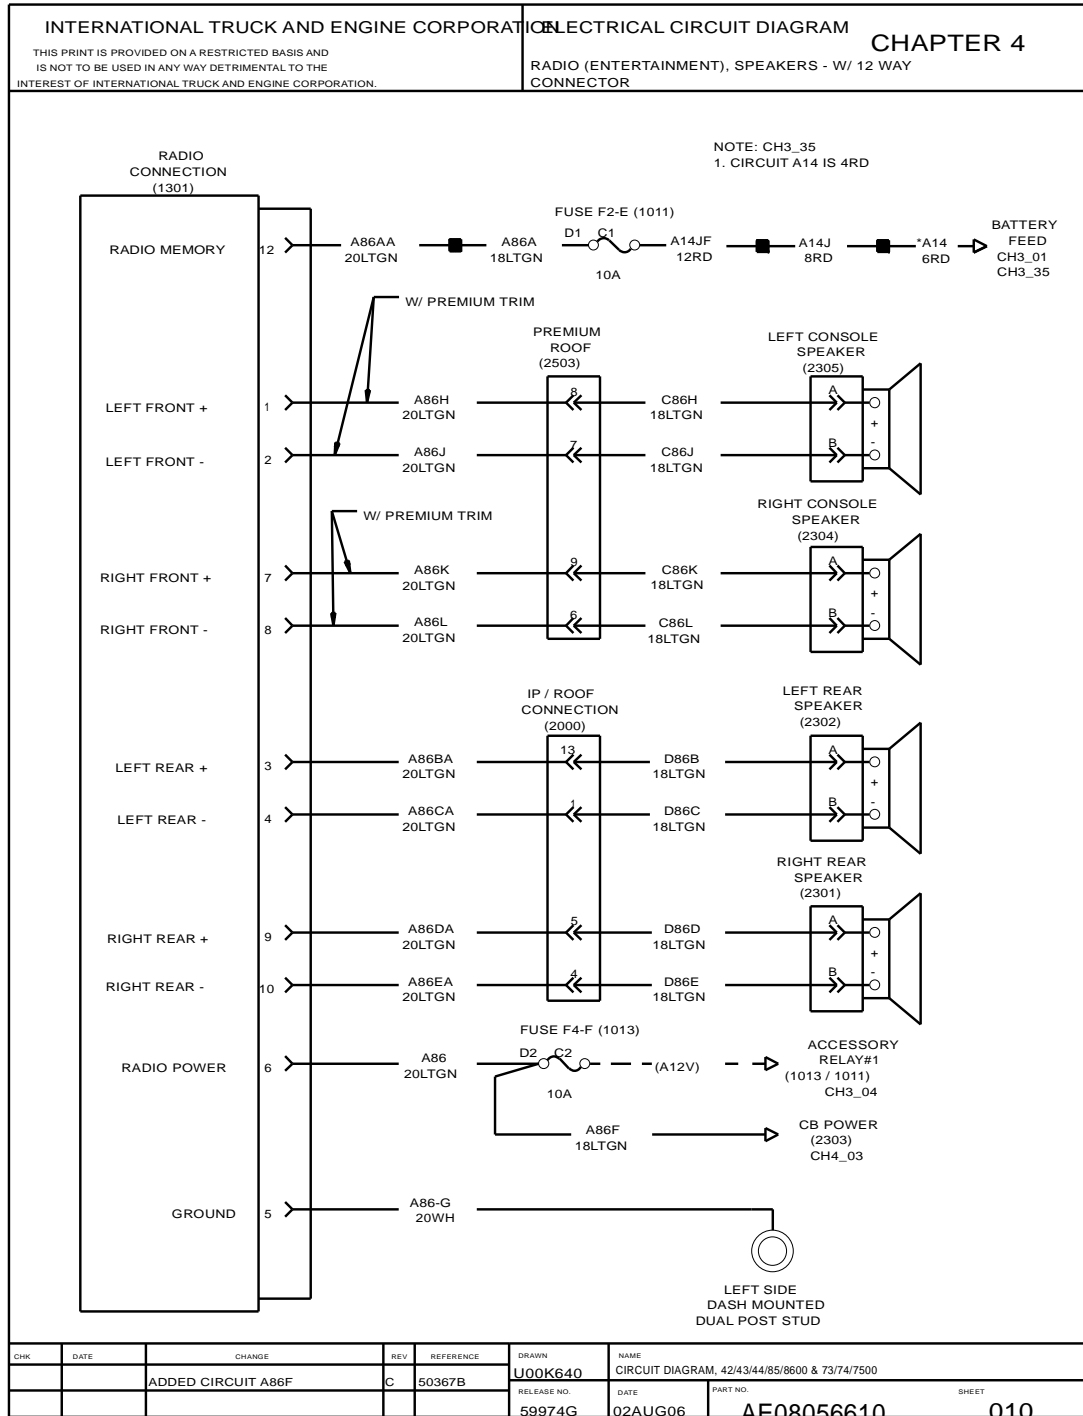 INTERNATIONAL TRUCK AND ENGINE CORPORATION
THIS PRINT IS PROVIDED ON A RESTRICTED BASIS AND
IS NOT TO BE USED IN ANY WAY DETRIMENTAL TO THE
INTEREST OF INTERNATIONAL TRUCK AND ENGINE CORPORATION.
ELECTRICAL CIRCUIT DIAGRAM
CHAPTER 4
RADIO (ENTERTAINMENT), SPEAKERS - W/ 12 WAY
CONNECTOR
NOTE: CH3_35
1. CIRCUIT A14 IS 4RD
RADIO
CONNECTION
(1301)
FUSE F2-E (1011)
RADIO MEMORY
12
A86AA
20LTGN
A86A
18LTGN
D1
C1
10A
A14JF
12RD
A14J
8RD
*A14
6RD
BATTERY
FEED
CH3_01
CH3_35
W/ PREMIUM TRIM
PREMIUM
ROOF
(2503)
LEFT CONSOLE
SPEAKER
(2305)
LEFT FRONT +
1
A86H
20LTGN
8
C86H
18LTGN
A
+
LEFT FRONT -
2
A86J
20LTGN
7
C86J
18LTGN
B
-
RIGHT CONSOLE
SPEAKER
(2304)
W/ PREMIUM TRIM
RIGHT FRONT +
7
A86K
20LTGN
9
C86K
18LTGN
A
+
RIGHT FRONT -
8
A86L
20LTGN
6
C86L
18LTGN
B
-
IP / ROOF
CONNECTION
(2000)
LEFT REAR
SPEAKER
(2302)
LEFT REAR +
3
A86BA
20LTGN
13
D86B
18LTGN
A
+
LEFT REAR -
4
A86CA
20LTGN
1
D86C
18LTGN
B
-
RIGHT REAR
SPEAKER
(2301)
RIGHT REAR +
9
A86DA
20LTGN
5
D86D
18LTGN
A
+
RIGHT REAR -
10
A86EA
20LTGN
4
D86E
18LTGN
B
-
FUSE F4-F (1013)
RADIO POWER
6
A86
20LTGN
D2
C2
10A
(A12V)
ACCESSORY
RELAY#1
(1013 / 1011)
CH3_04
A86F
18LTGN
CB POWER
(2303)
CH4_03
GROUND
5
A86-G
20WH
LEFT SIDE
DASH MOUNTED
DUAL POST STUD
CHK
DATE
CHANGE
REV
REFERENCE
ADDED CIRCUIT A86F
C
50367B
DRAWN
U00K640
NAME
CIRCUIT DIAGRAM, 42/43/44/85/8600 & 73/74/7500
RELEASE NO.
59974G
DATE
02AUG06
PART NO.
AE08056610
SHEET
010